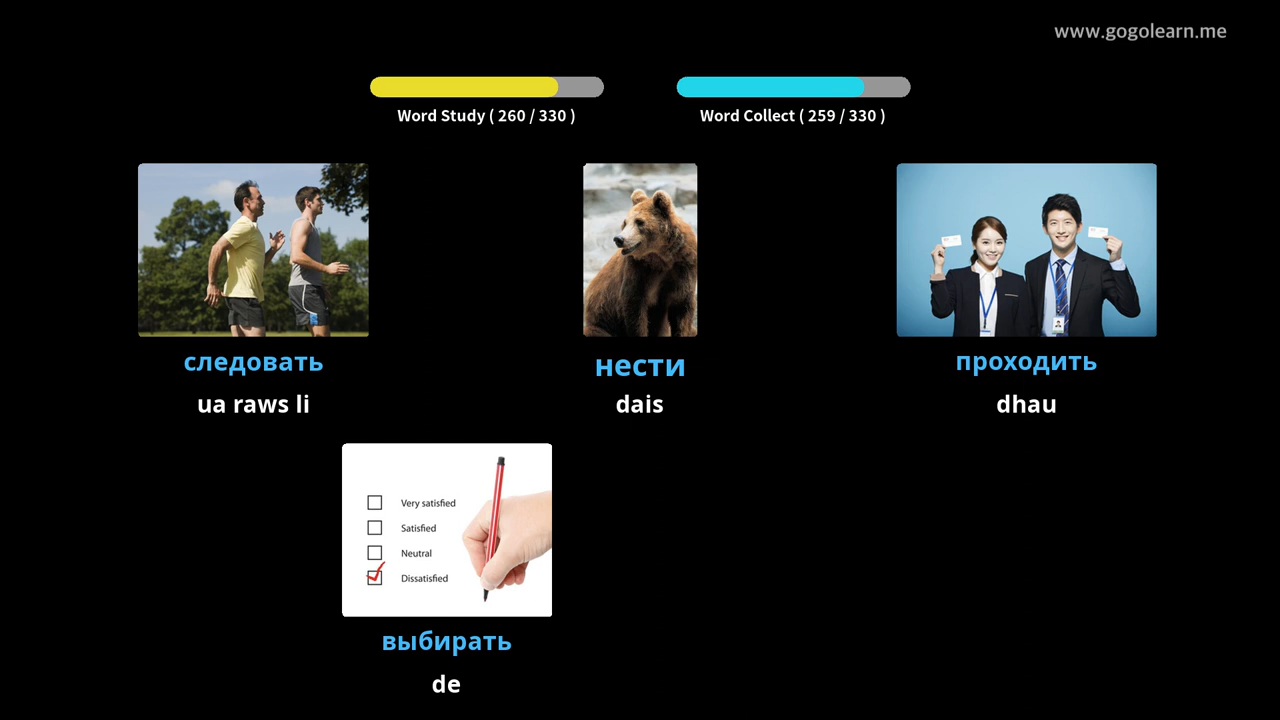 www.gogolearn.me
Word Study ( 260 / 330 )
Word Collect ( 259 / 330 )
следовать
ua raws li
нести
dais
проходить
dhau
Very satisfied
Satisfied
Neutral
Dissatisfied
выбирать
de